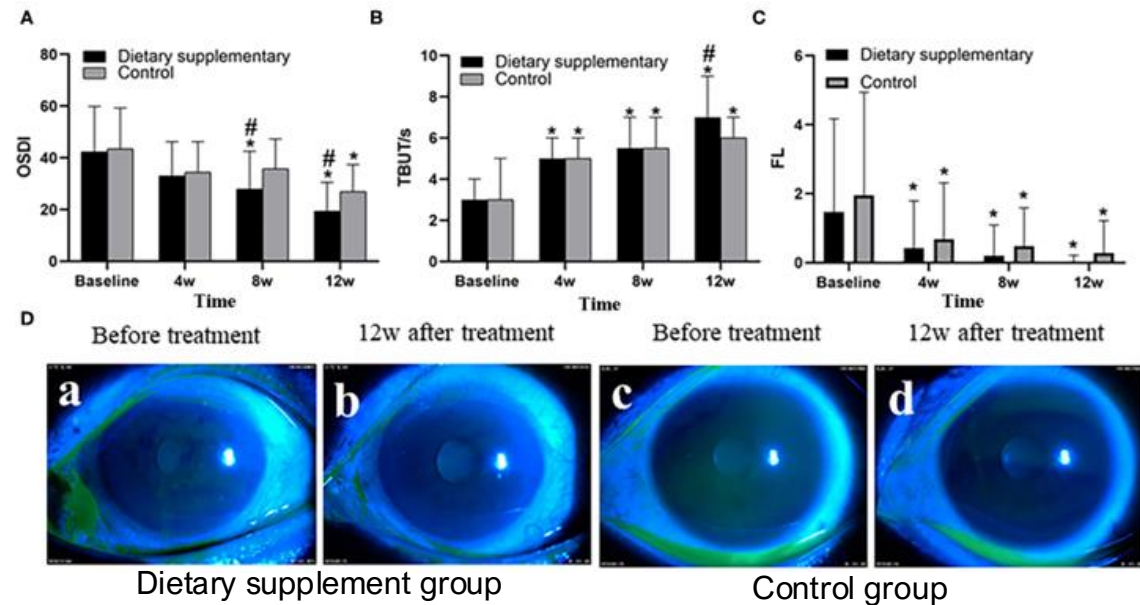 A
80
60
40
20
0
OSDI
Dietary supplementary
Control
#
*
#
*
*
Baseline 4w 8w 12w
Time
B
10
8
6
4
2
0
TBUT/s
Dietary supplementary
Control
* *
* *
#
*
*
Baseline 4w 8w 12w
Time
C
6
4
2
0
FL
Dietary supplementary
Control
*
*
*
*
*
*
Baseline 4w 8w 12w
Time
D
Before treatment 12w after treatment Before treatment 12w after treatment
a b c d
Dietary supplement group Control group